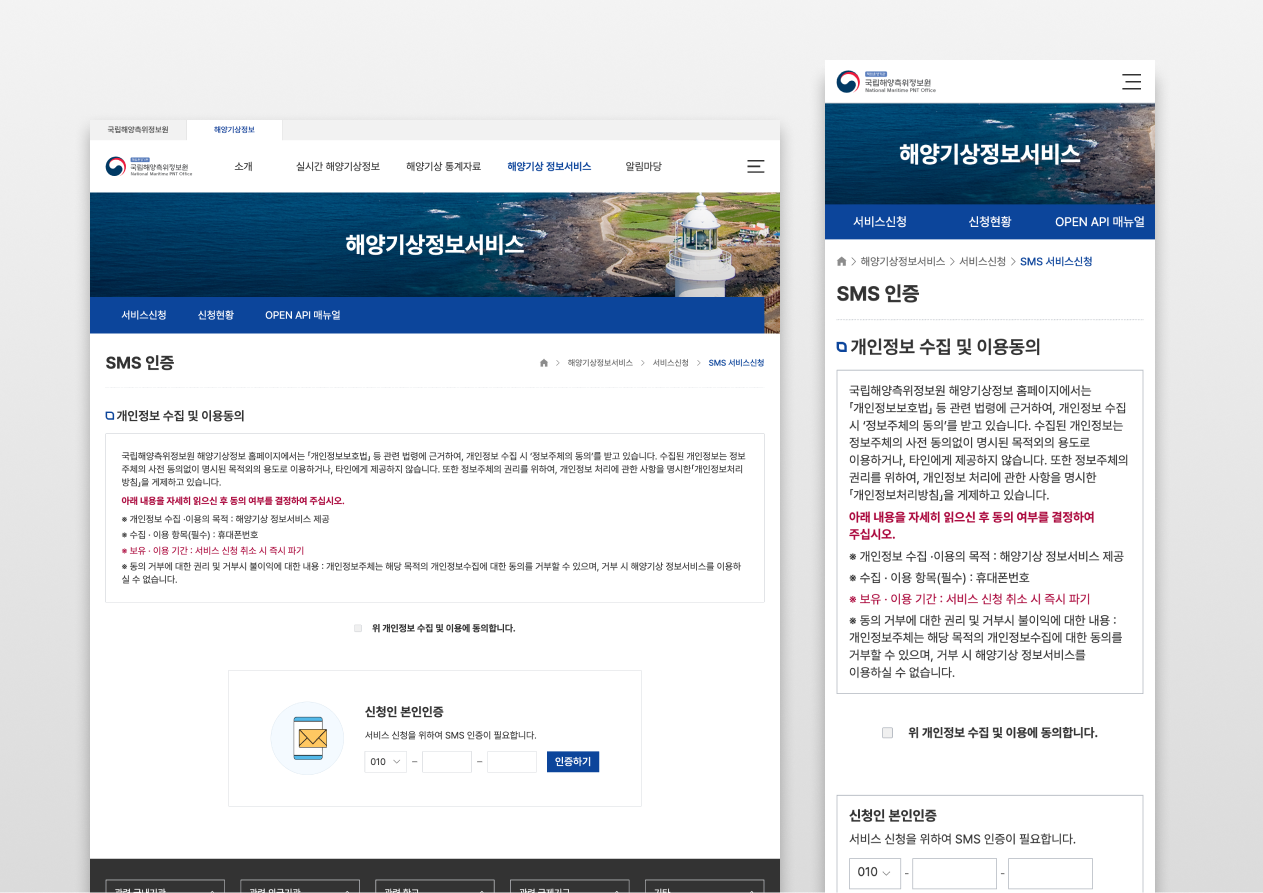 국립해양측위정보원 해양기상정보
국립해양측위정보원
National Maritime PNT Office
소개 실시간 해양기상정보 해양기상 통계자료 해양기상 정보서비스 알림마당
해양기상정보서비스
서비스신청 신청현황 OPEN API 매뉴얼
SMS 인증
해양기상정보서비스 > 서비스신청 > SMS 서비스신청
개인정보 수집 및 이용동의
국립해양측위정보원 해양기상정보 홈페이지에서는 「개인정보보호법」 등 관련 법령에 근거하여, 개인정보 수집 시 ‘정보주체의 동의’를 받고 있습니다. 수집된 개인정보는 정보
주체의 사전 동의없이 명시된 목적외의 용도로 이용하거나, 타인에게 제공하지 않습니다. 또한 정보주체의 권리를 위하여, 개인정보 처리에 관한 사항을 명시한「개인정보처리
방침」을 게제하고 있습니다.
아래 내용을 자세히 읽으신 후 동의 여부를 결정하여 주십시오.
※ 개인정보 수집 ·이용의 목적 : 해양기상 정보서비스 제공
※ 수집 · 이용 항목(필수) : 휴대폰번호
※ 보유 · 이용 기간 : 서비스 신청 취소 시 즉시 파기
※ 동의 거부에 대한 권리 및 거부시 불이익에 대한 내용 : 개인정보주체는 해당 목적의 개인정보수집에 대한 동의를 거부할 수 있으며, 거부 시 해양기상 정보서비스를 이용하
실 수 없습니다.
위 개인정보 수집 및 이용에 동의합니다.
신청인 본인인증
서비스 신청을 위하여 SMS 인증이 필요합니다.
010 - - 인증하기
국립해양측위정보원
National Maritime PNT Office
해양기상정보서비스
서비스신청 신청현황 OPEN API 매뉴얼
> 해양기상정보서비스 > 서비스신청 > SMS 서비스신청
SMS 인증
개인정보 수집 및 이용동의
국립해양측위정보원 해양기상정보 홈페이지에서는
「개인정보보호법」 등 관련 법령에 근거하여, 개인정보 수집
시 ‘정보주체의 동의’를 받고 있습니다. 수집된 개인정보는
정보주체의 사전 동의없이 명시된 목적외의 용도로
이용하거나, 타인에게 제공하지 않습니다. 또한 정보주체의
권리를 위하여, 개인정보 처리에 관한 사항을 명시한
「개인정보처리방침」을 게제하고 있습니다.
아래 내용을 자세히 읽으신 후 동의 여부를 결정하여
주십시오.
※ 개인정보 수집 ·이용의 목적 : 해양기상 정보서비스 제공
※ 수집 · 이용 항목(필수) : 휴대폰번호
※ 보유 · 이용 기간 : 서비스 신청 취소 시 즉시 파기
※ 동의 거부에 대한 권리 및 거부시 불이익에 대한 내용 :
개인정보주체는 해당 목적의 개인정보수집에 대한 동의를
거부할 수 있으며, 거부 시 해양기상 정보서비스를
이용하실 수 없습니다.
위 개인정보 수집 및 이용에 동의합니다.
신청인 본인인증
서비스 신청을 위하여 SMS 인증이 필요합니다.
010 - -